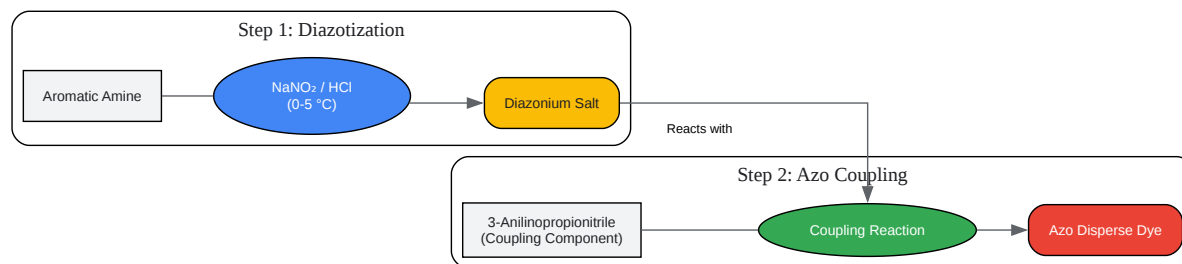 Step 1: Diazotization
Aromatic Amine
NaNO₂ / HCl
(0-5 °C)
Diazonium Salt
Reacts with
Step 2: Azo Coupling
3-Anilinopropionitrile
(Coupling Component)
Coupling Reaction
Azo Disperse Dye